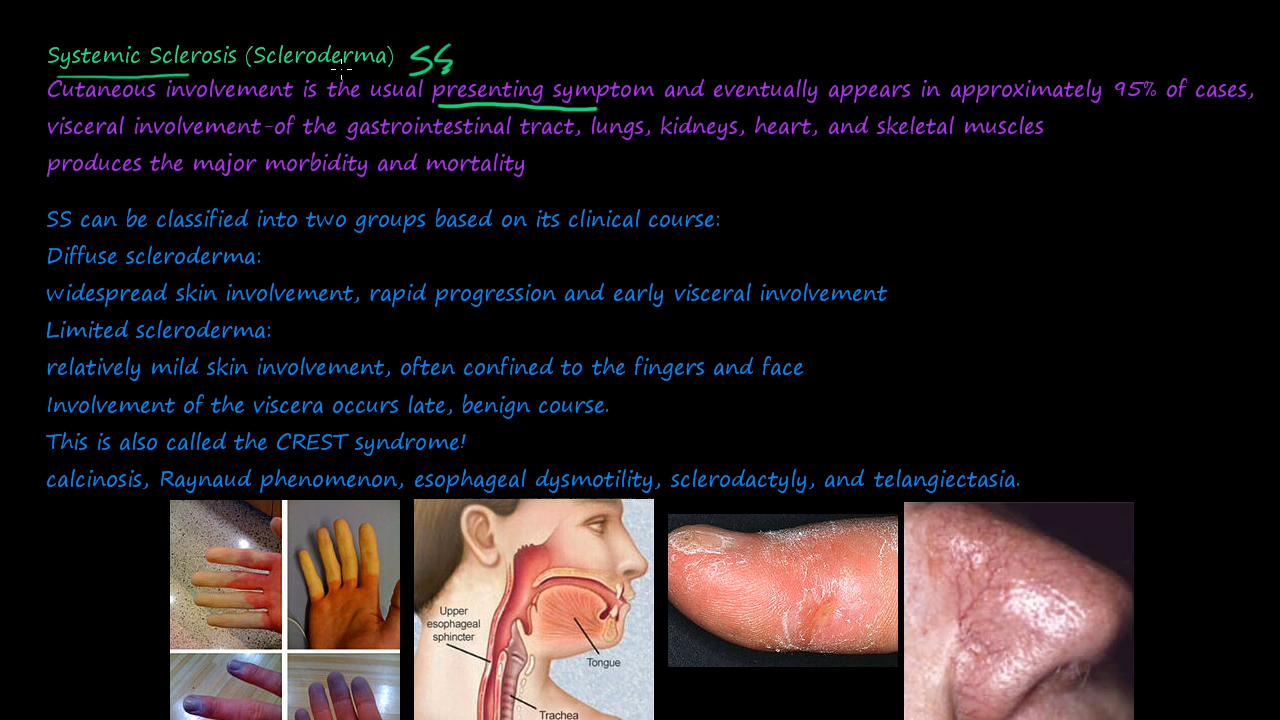 Systemic Sclerosis (Scleroderma) SS
Cutaneous involvement is the usual presenting symptom and eventually appears in approximately 95% of cases,
visceral involvement-of the gastrointestinal tract, lungs, kidneys, heart, and skeletal muscles
produces the major morbidity and mortality
SS can be classified into two groups based on its clinical course:
Diffuse scleroderma:
widespread skin involvement, rapid progression and early visceral involvement
Limited scleroderma:
relatively mild skin involvement, often confined to the fingers and face
Involvement of the viscera occurs late, benign course.
This is also called the CREST syndrome!
calcinosis, Raynaud phenomenon, esophageal dysmotility, sclerodactyly, and telangiectasia.
Upper
esophageal
sphincter
Tongue
Trachea